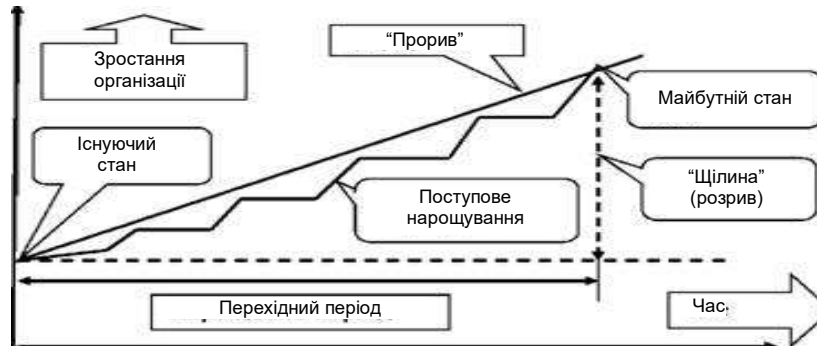 Зростання
організації
“Прорив”
Майбутній стан
Існуючий
стан
Поступове
нарощування
“Щілина”
(розрив)
Перехідний період
Час